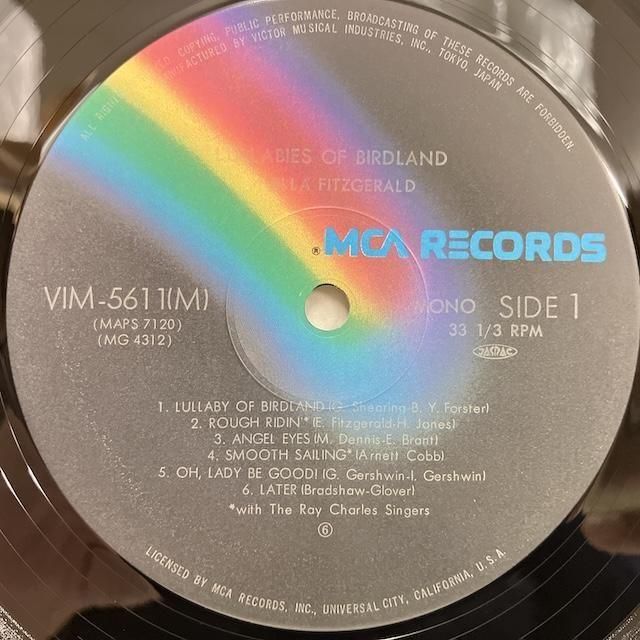 ALL RIGHTS COPYING, PUBLIC PERFORMANCE, BROADCASTING OF THESE RECORDS ARE FORBIDDEN.
MANUFACTURED BY VICTOR MUSICAL INDUSTRIES, INC. TOKYO, JAPAN
LULLABIES OF BIRDLAND
ELLA FITZGERALD
® MCA RECORDS
VIM-5611(M)
(MAPS 7120)
(MG 4312)
MONO SIDE 1
33 1/3 RPM
JASRAC
1. LULLABY OF BIRDLAND (G. Shearing-B. Y. Forster)
2. ROUGH RIDIN'* (E. Fitzgerald-H. Jones)
3. ANGEL EYES (M. Dennis-E. Brant)
4. SMOOTH SAILING* (Arnett Cobb)
5. OH, LADY BE GOOD! (G. Gershwin-I. Gershwin)
6. LATER (Bradshaw-Glover)
*with The Ray Charles Singers
⑥
LICENSED BY MCA RECORDS, INC., UNIVERSAL CITY, CALIFORNIA, U.S.A.